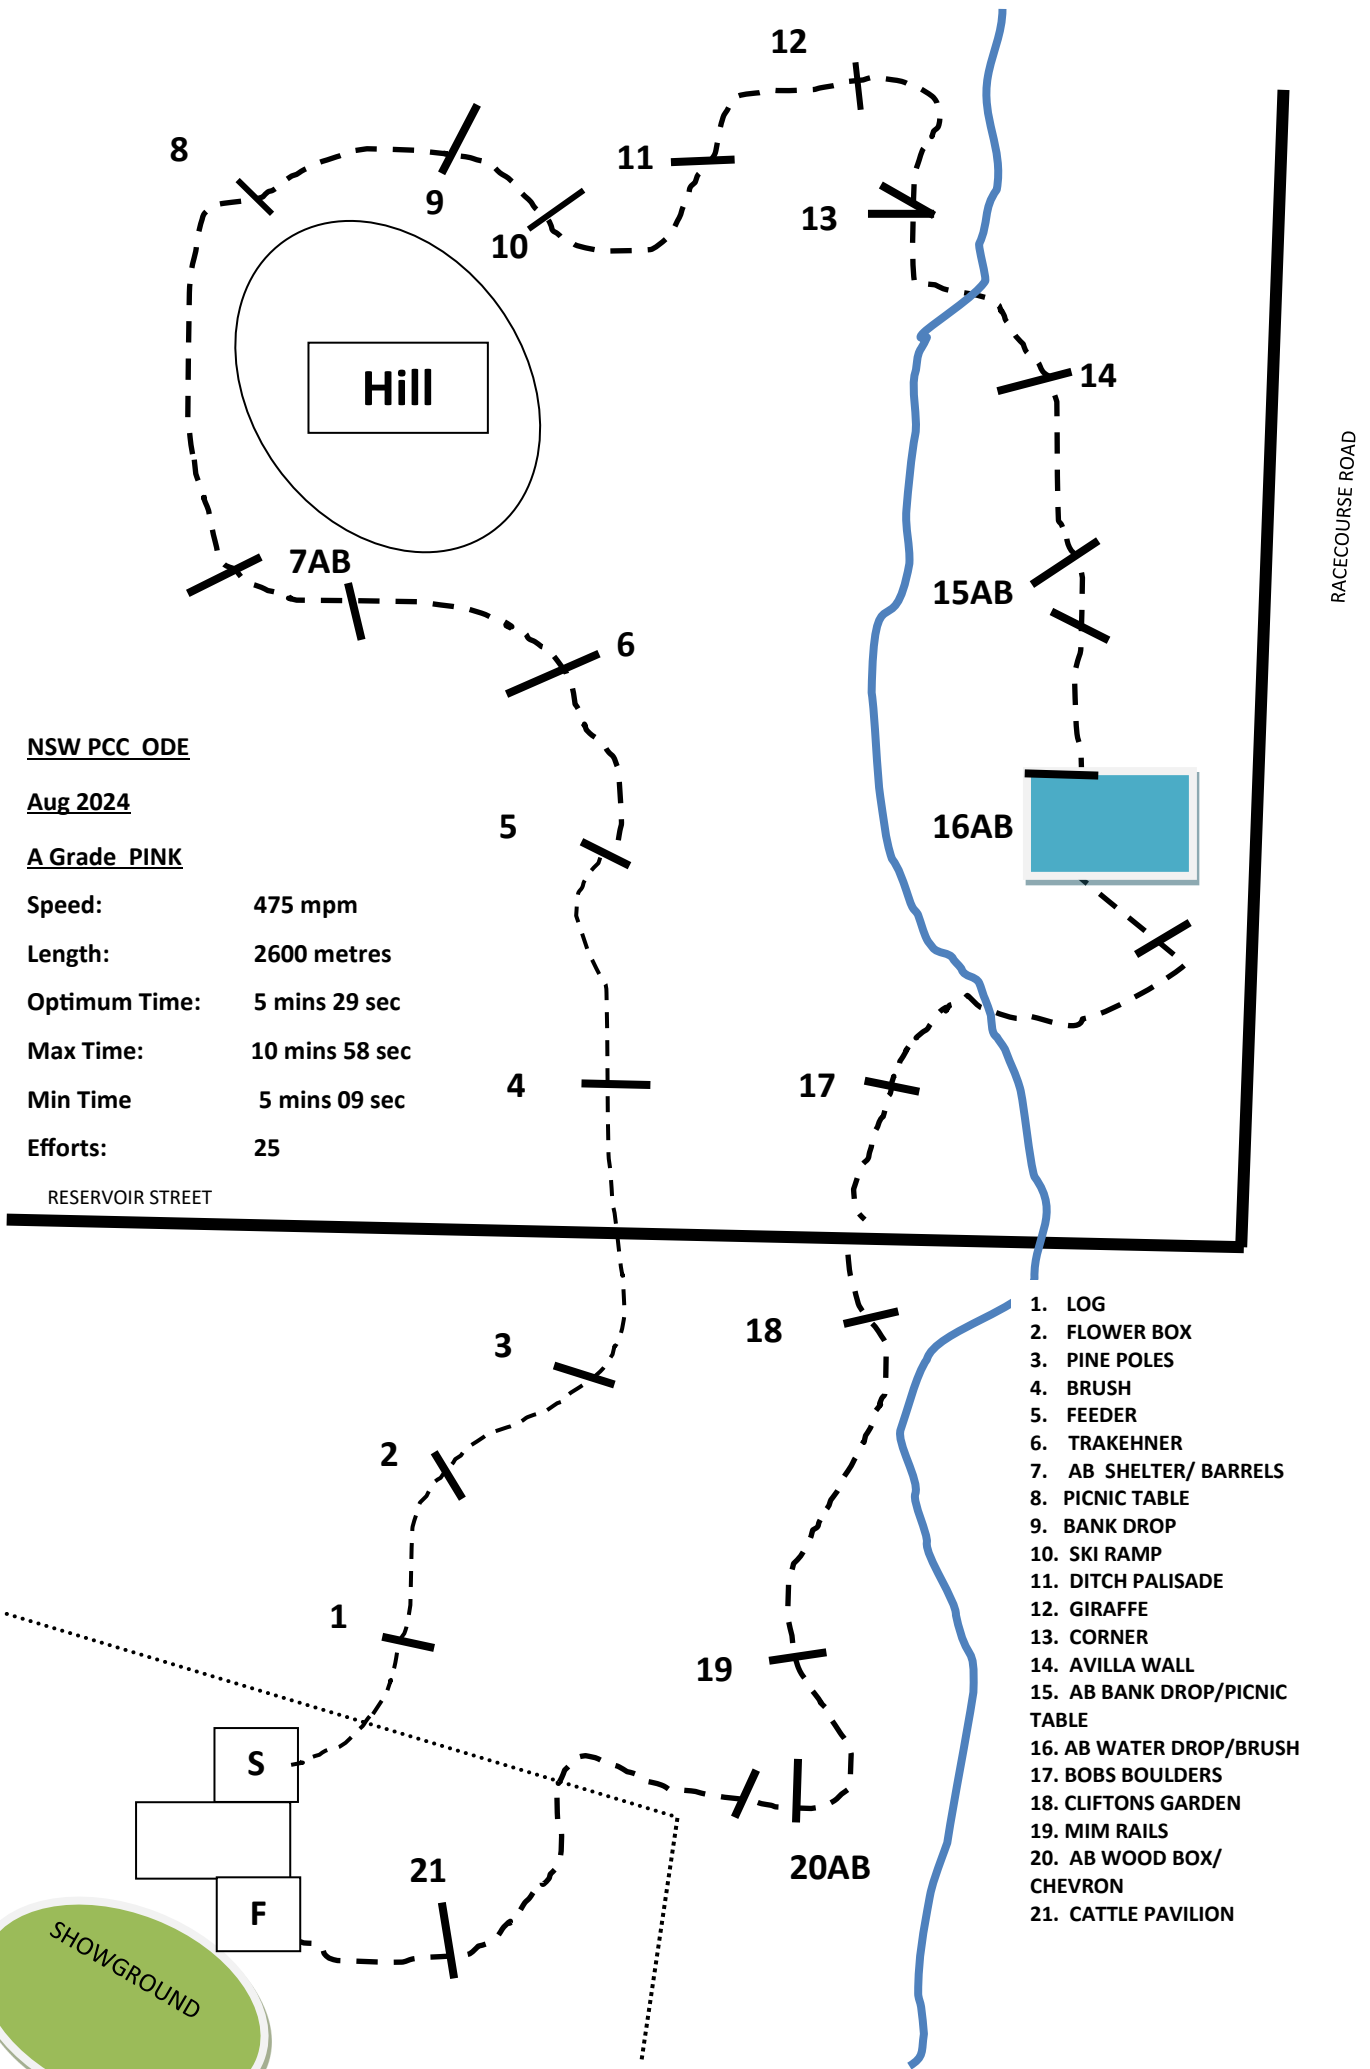 12
8
11
9
13
10
Hill
14
RACECOURSE ROAD
7AB
15AB
6
NSW PCC ODE
Aug 2024
A Grade PINK
5
16AB
Speed: 475 mpm
Length: 2600 metres
Optimum Time: 5 mins 29 sec
Max Time: 10 mins 58 sec
Min Time 5 mins 09 sec
Efforts: 25
4
17
RESERVOIR STREET
18
3
2
1
19
S
20AB
21
F
SHOWGROUND
1. LOG
2. FLOWER BOX
3. PINE POLES
4. BRUSH
5. FEEDER
6. TRAKEHNER
7. AB SHELTER/ BARRELS
8. PICNIC TABLE
9. BANK DROP
10. SKI RAMP
11. DITCH PALISADE
12. GIRAFFE
13. CORNER
14. AVILLA WALL
15. AB BANK DROP/PICNIC
TABLE
16. AB WATER DROP/BRUSH
17. BOBS BOULDERS
18. CLIFTONS GARDEN
19. MIM RAILS
20. AB WOOD BOX/
CHEVRON
21. CATTLE PAVILION